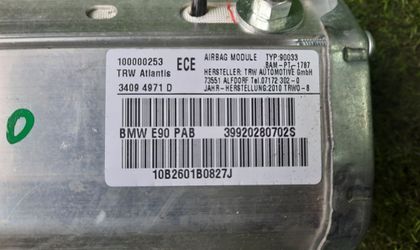 100000253 ECE AIRBAG MODULE TYP:90033
BAM-PT-1787
TRW Atlantis HERSTELLER: TRW AUTOMOTIVE GmbH
73551 ALFDORF Tel.07172 302-0
3409 4971 D JAHR-HERSTELLUNG:2010 TRWO-8
BMW E90 PAB 39920280702S
10B2601B0827J
0